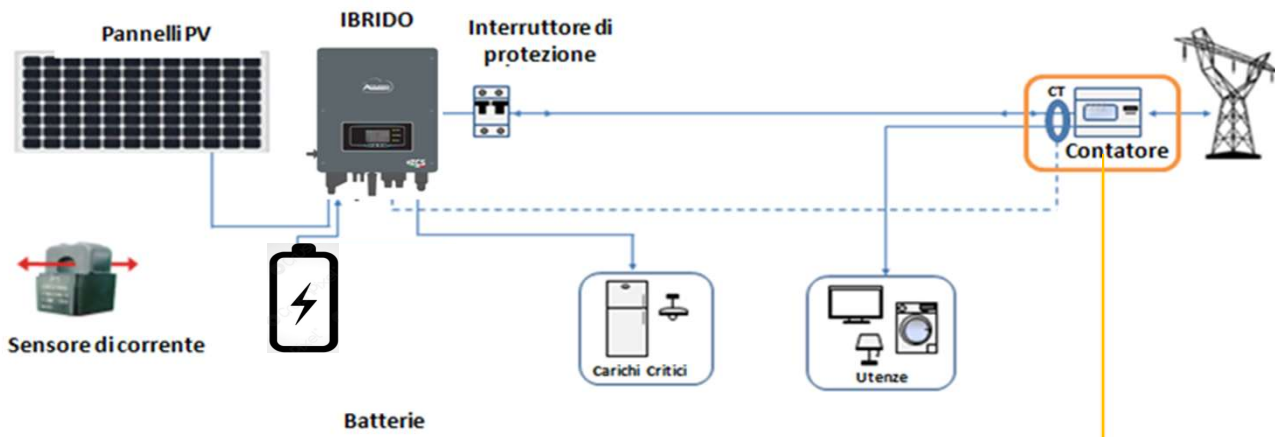 Pannelli PV
IBRIDO
Interruttore di
protezione
CT
Contatore
Sensore di corrente
Carichi Critici
Utenze
Batterie